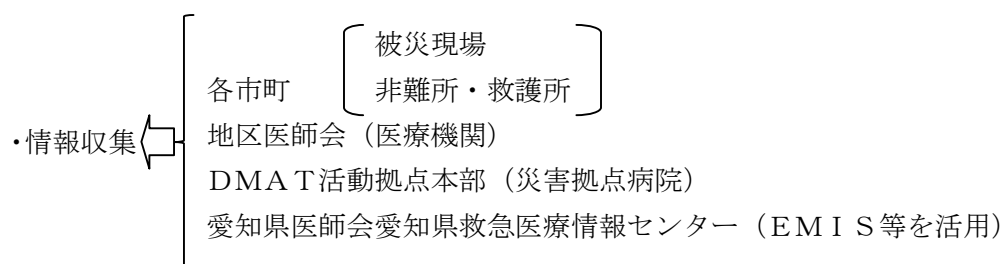 被災現場
各市町
非難所・救護所
・情報収集
地区医師会（医療機関）
ＤＭＡＴ活動拠点本部（災害拠点病院）
愛知県医師会愛知県救急医療情報センター（ＥＭＩＳ等を活用）